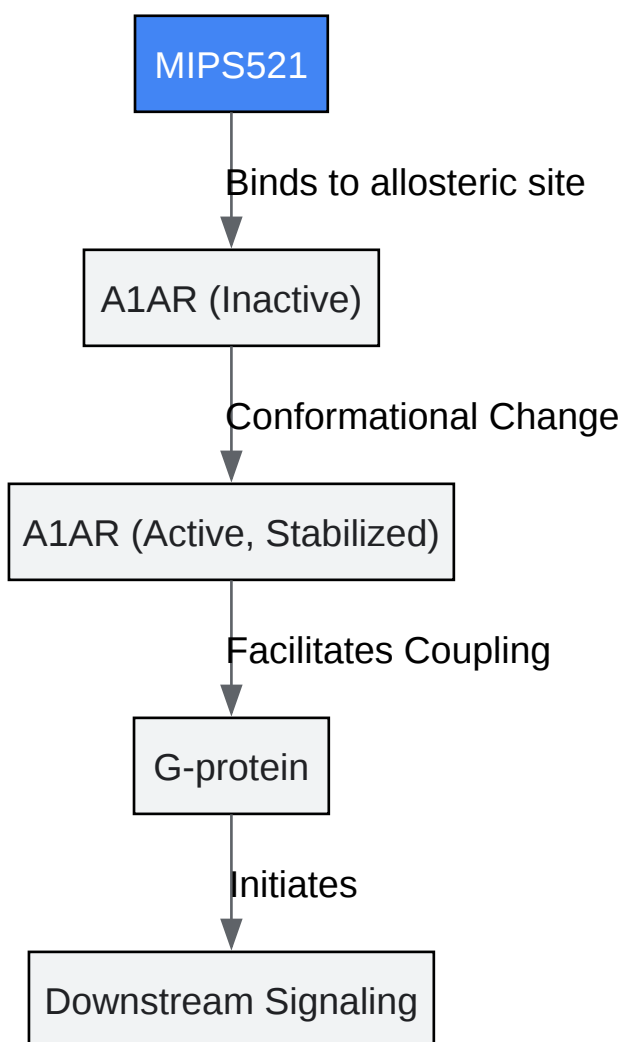 MIPS521
Binds to allosteric site
A1AR (Inactive)
Conformational Change
A1AR (Active, Stabilized)
Facilitates Coupling
G-protein
Initiates
Downstream Signaling